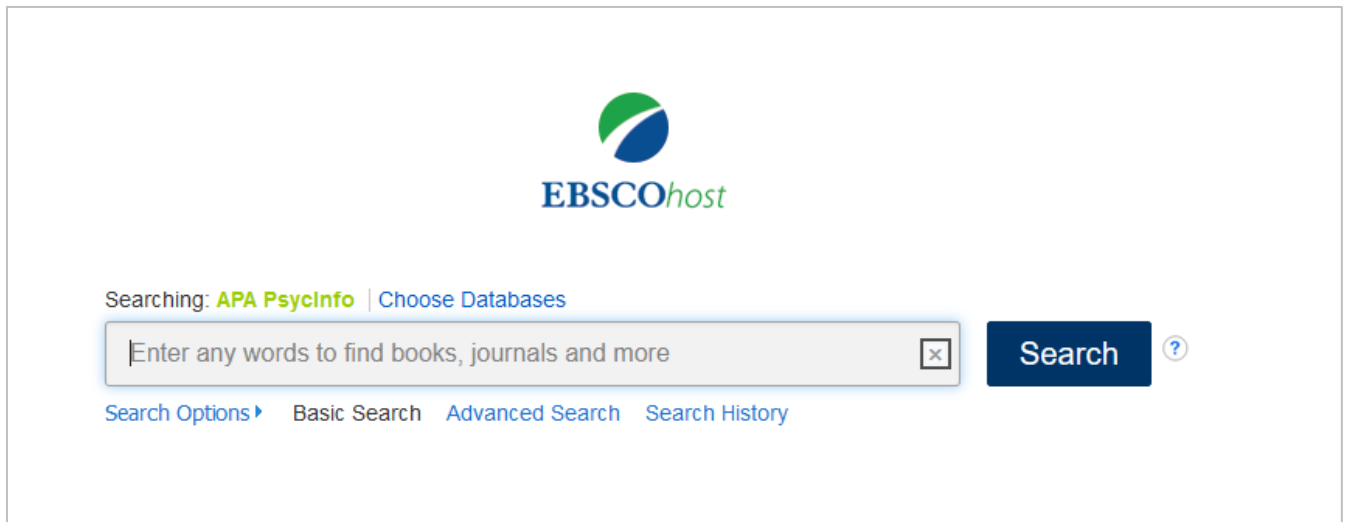 EBSCOhost
Searching: APA PsycInfo | Choose Databases
Enter any words to find books, journals and more
Search
?
Search Options Basic Search Advanced Search Search History